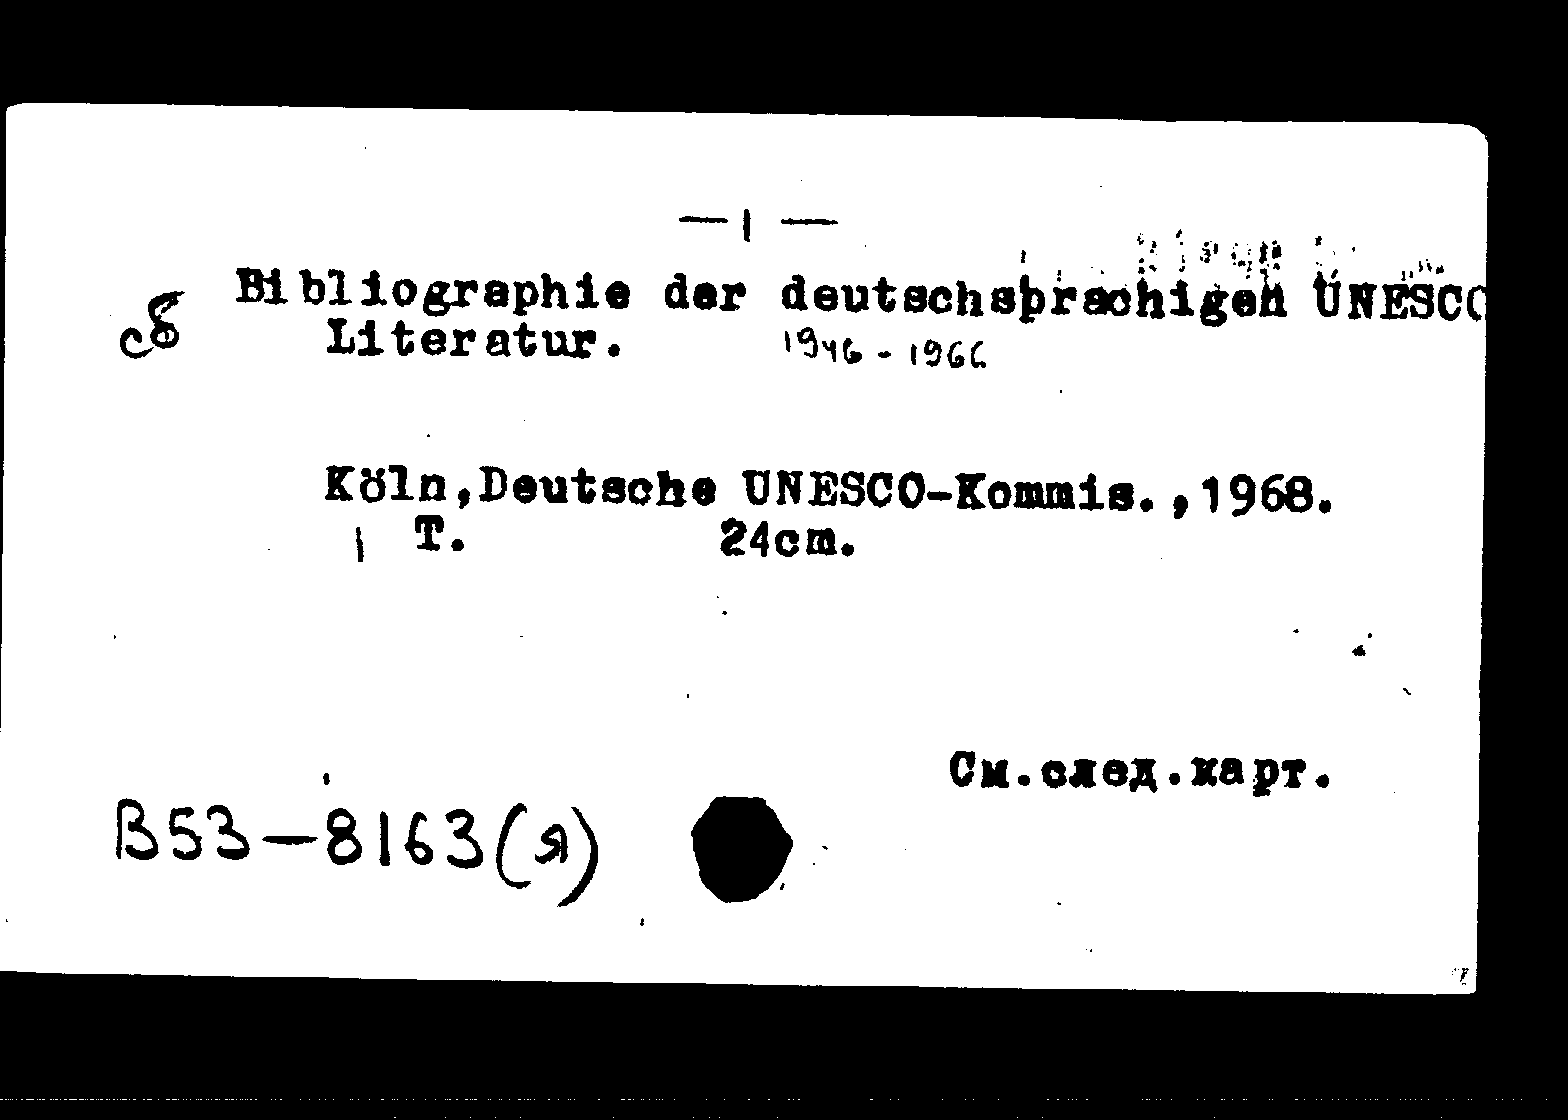 — 1 —
сб
Bibliographie der deutschsprachigen UNESCO
Literatur. 1946 - 1966
Köln,Deutsche UNESCO-Kommis.,1968.
1 T. 24cm.
См.след.карт.
B53-8163(я)